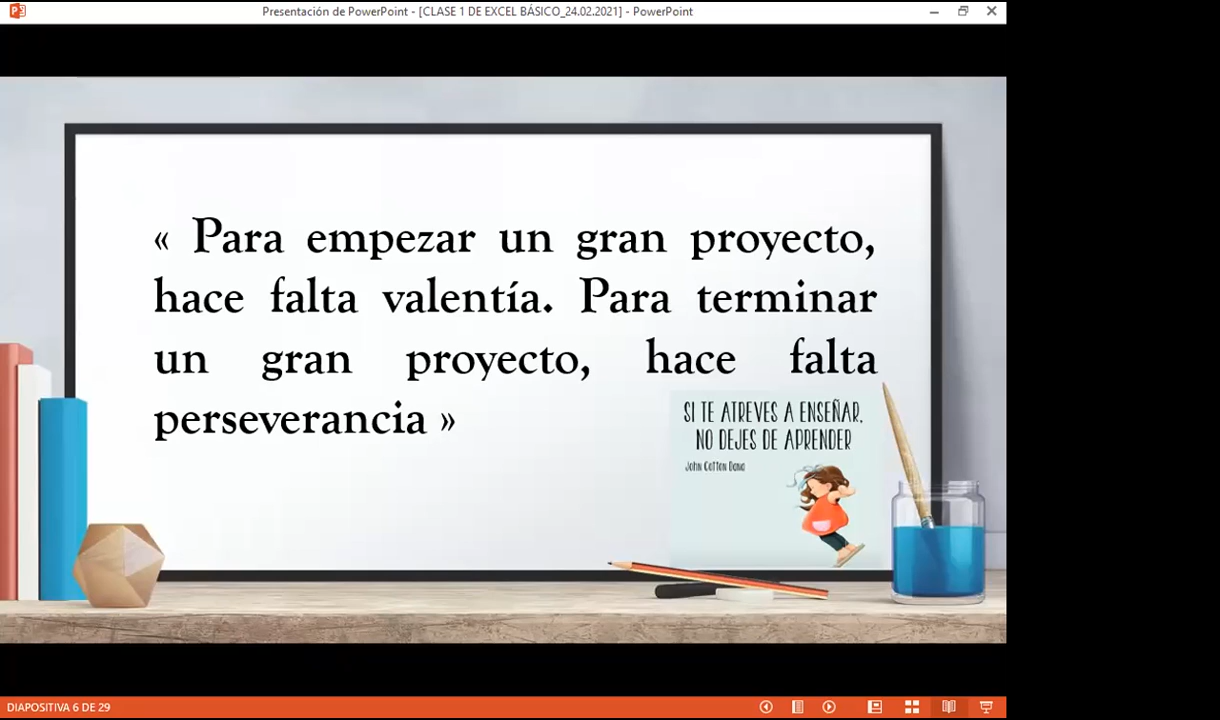 Presentación de PowerPoint - [CLASE 1 DE EXCEL BÁSICO_24.02.2021] - PowerPoint
« Para empezar un gran proyecto,
hace falta valentía. Para terminar
un gran proyecto, hace falta
perseverancia »
SI TE ATREVES A ENSEÑAR,
NO DEJES DE APRENDER
John Cotton Dana
DIAPOSITIVA 6 DE 29